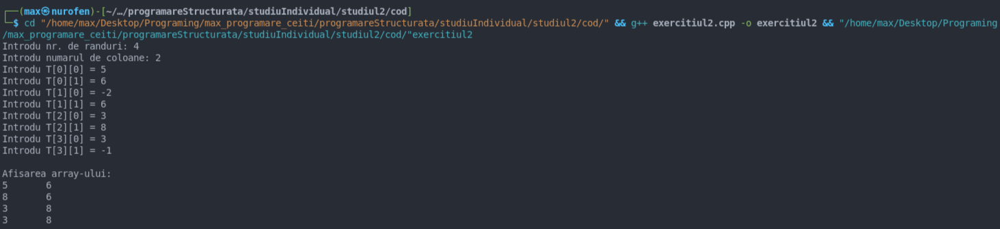 ┌──(max㉿nurofen)-[~/…/programareStructurata/studiuIndividual/studiul2/cod]
└─$ cd "/home/max/Desktop/Programing/max_programare_ceiti/programareStructurata/studiuIndividual/studiul2/cod/" && g++ exercitiul2.cpp -o exercitiul2 && "/home/max/Desktop/Programing
/max_programare_ceiti/programareStructurata/studiuIndividual/studiul2/cod/"exercitiul2
Introdu nr. de randuri: 4
Introdu numarul de coloane: 2
Introdu T[0][0] = 5
Introdu T[0][1] = 6
Introdu T[1][0] = -2
Introdu T[1][1] = 6
Introdu T[2][0] = 3
Introdu T[2][1] = 8
Introdu T[3][0] = 3
Introdu T[3][1] = -1
Afisarea array-ului:
5 6
8 6
3 8
3 8